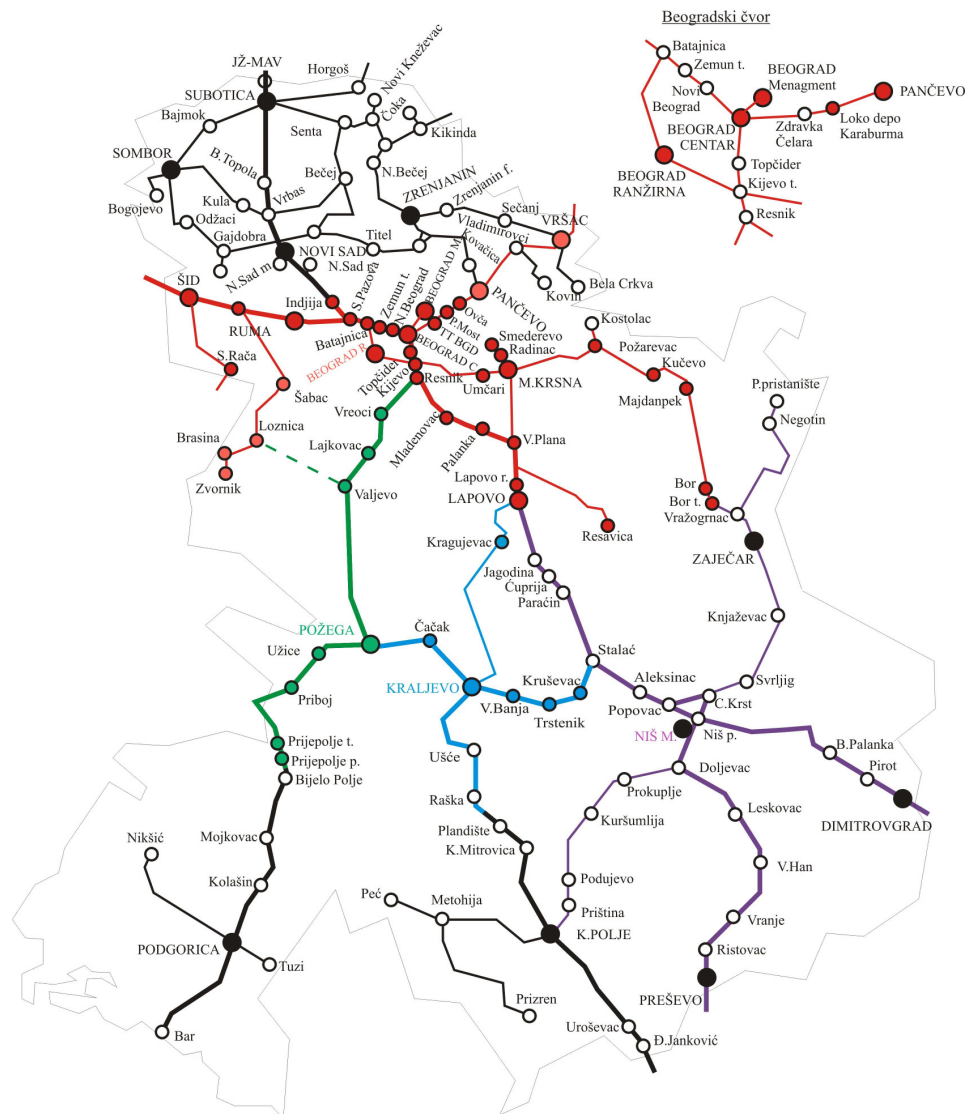 Beogradski čvor
Batajnica
Zemun t.
Novi
Beograd
BEOGRAD
Menagment
PANČEVO
BEOGRAD
CENTAR
Zdravka
Čelara
Loko depo
Karaburma
BEOGRAD
RANŽIRNA
Topčider
Kijevo t.
Resnik
JŽ-MAV
Horgoš
Novi Kneževac
SUBOTICA
Bajmok
Senta
Čoka
Kikinda
SOMBOR
B.Topola
Bečej
N.Bečej
Bogojevo
Kula
Vrbas
ZRENJANIN
Zrenjanin f.
Sečanj
VRŠAC
Odžaci
Gajdobra
Titel
Vladimirovci
Kovačica
NOVI SAD
N.Sad m
N.Sad r.
Kovin
Bela Crkva
ŠID
Indjija
S.Pazova
Zemun t.
N.Beograd
BEOGRAD M.
PANČEVO
RUMA
Batajnica
Ovča
P.Most
TT BGD
BEOGRAD C
BEOGRAD R.
Smederevo
Radinac
Kostolac
Požarevac
Kučevo
S.Rača
Topčider
Kijevo
Resnik
Umčari
M.KRSNA
Majdanpek
P.pristanište
Negotin
Šabac
Vreoci
Mladenovac
Palanka
V.Plana
Loznica
Brasina
Lajkovac
Zvornik
Valjevo
Lapovo r.
LAPOVO
Bor
Bor t.
Vražogrnac
Resavica
Kragujevac
ZAJEČAR
Jagodina
Ćuprija
Paraćin
Knjaževac
POŽEGA
Čačak
Užice
Stalać
KRALJEVO
Kruševac
Aleksinac
Svrljig
Priboj
V.Banja
Trstenik
Popovac
C.Krst
NIŠ M.
Niš p.
Prijepolje t.
Prijepolje p.
Ušće
B.Palanka
Bijelo Polje
Doljevac
Pirot
Prokuplje
Raška
Kuršumlija
Leskovac
DIMITROVGRAD
Plandište
Nikšić
Mojkovac
K.Mitrovica
V.Han
Kolašin
Podujevo
Peć
Metohija
Priština
Vranje
PODGORICA
K.POLJE
Ristovac
Tuzi
PREŠEVO
Prizren
Bar
Uroševac
Đ.Janković